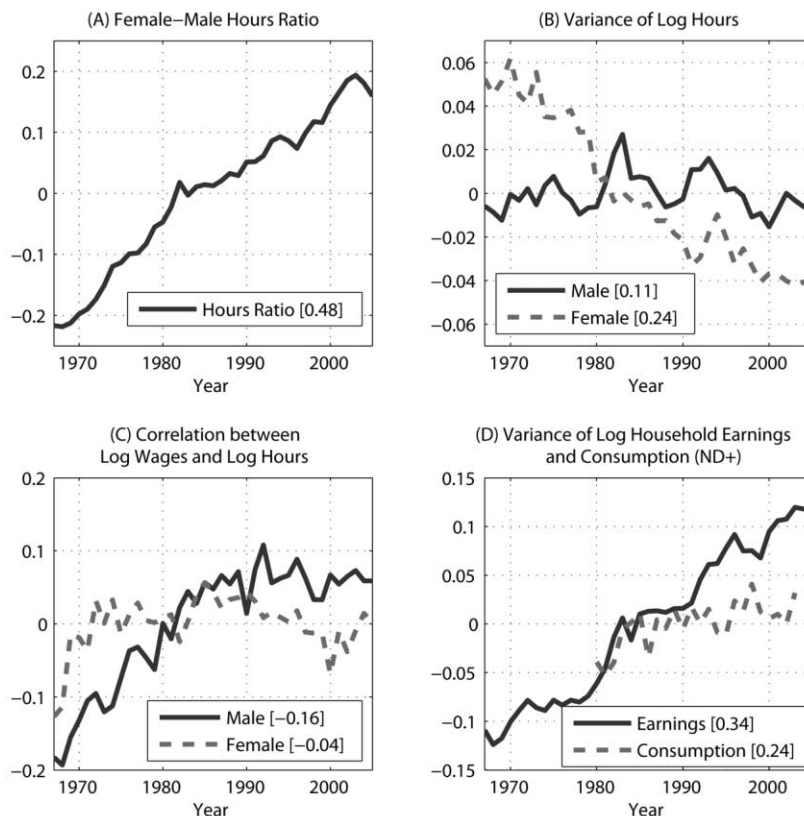 (A) Female−Male Hours Ratio
0.2
0.1
0
−0.1
−0.2
Hours Ratio [0.48]
1970 1980 1990 2000
Year
(B) Variance of Log Hours
0.06
0.04
0.02
0
−0.02
−0.04
−0.06
Male [0.11]
Female [0.24]
1970 1980 1990 2000
Year
(C) Correlation between
Log Wages and Log Hours
0.2
0.1
0
−0.1
−0.2
Male [−0.16]
Female [−0.04]
1970 1980 1990 2000
Year
(D) Variance of Log Household Earnings
and Consumption (ND+)
0.15
0.1
0.05
0
−0.05
−0.1
−0.15
Earnings [0.34]
Consumption [0.24]
1970 1980 1990 2000
Year